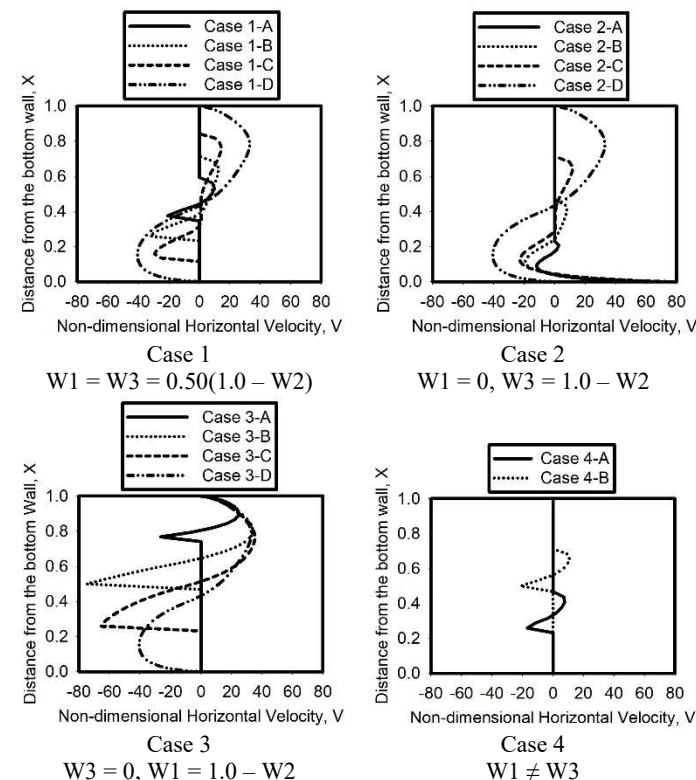 Case 1-A
Case 1-B
Case 1-C
Case 1-D
Distance from the bottom wall, X
1.0
0.8
0.6
0.4
0.2
0.0
-80 -60 -40 -20 0 20 40 60 80
Non-dimensional Horizontal Velocity, V
Case 1
W1 = W3 = 0.50(1.0 – W2)
Case 2-A
Case 2-B
Case 2-C
Case 2-D
Distance from the bottom wall, X
1.0
0.8
0.6
0.4
0.2
0.0
-80 -60 -40 -20 0 20 40 60 80
Non-dimensional Horizontal Velocity, V
Case 2
W1 = 0, W3 = 1.0 – W2
Case 3-A
Case 3-B
Case 3-C
Case 3-D
Distance from the bottom Wall, X
1.0
0.8
0.6
0.4
0.2
0.0
-80 -60 -40 -20 0 20 40 60 80
Non-dimensional Horizontal Velocity, V
Case 3
W3 = 0, W1 = 1.0 – W2
Case 4-A
Case 4-B
Distance from the bottom wall, X
1.0
0.8
0.6
0.4
0.2
0.0
-80 -60 -40 -20 0 20 40 60 80
Non-dimensional Horizontal Velocity, V
Case 4
W1 ≠ W3